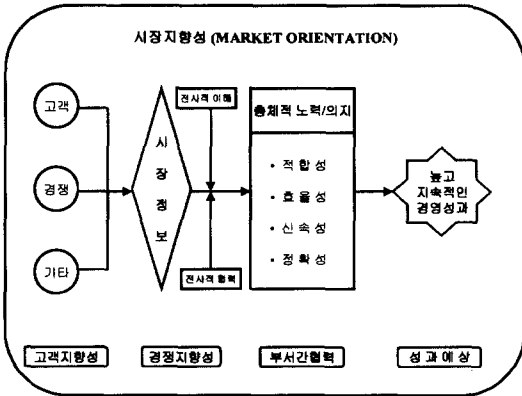 시장지향성 (MARKET ORIENTATION)
고객
경쟁
기타
시
장
정
보
전사적 이해
전사적 협력
총체적 노력/의지
• 적합성
• 효율성
• 신속성
• 정확성
높고
지속적인
경영성과
고객지향성
경쟁지향성
부서간협력
성과예상